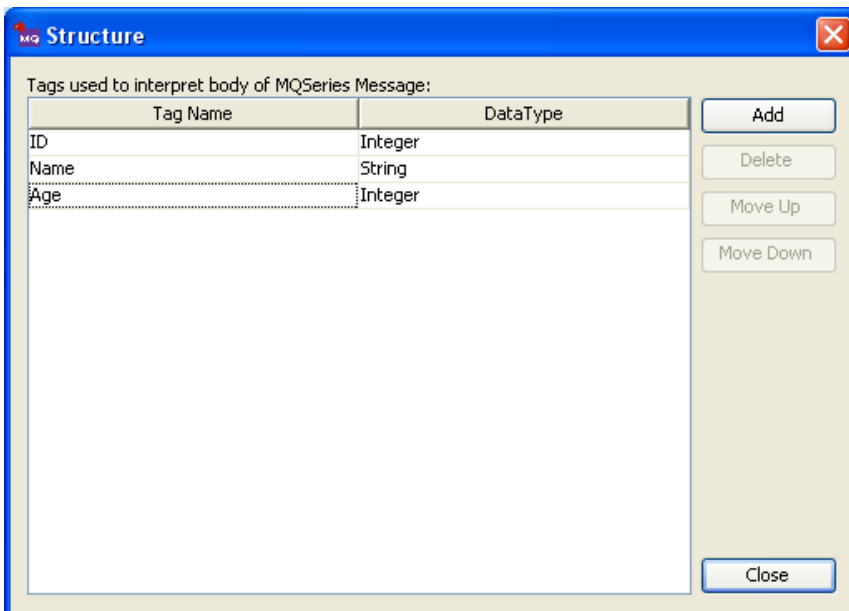 MQ Structure
Tags used to interpret body of MQSeries Message:
Tag Name DataType Add
ID Integer
Name String Delete
Age Integer
Move Up
Move Down
Close